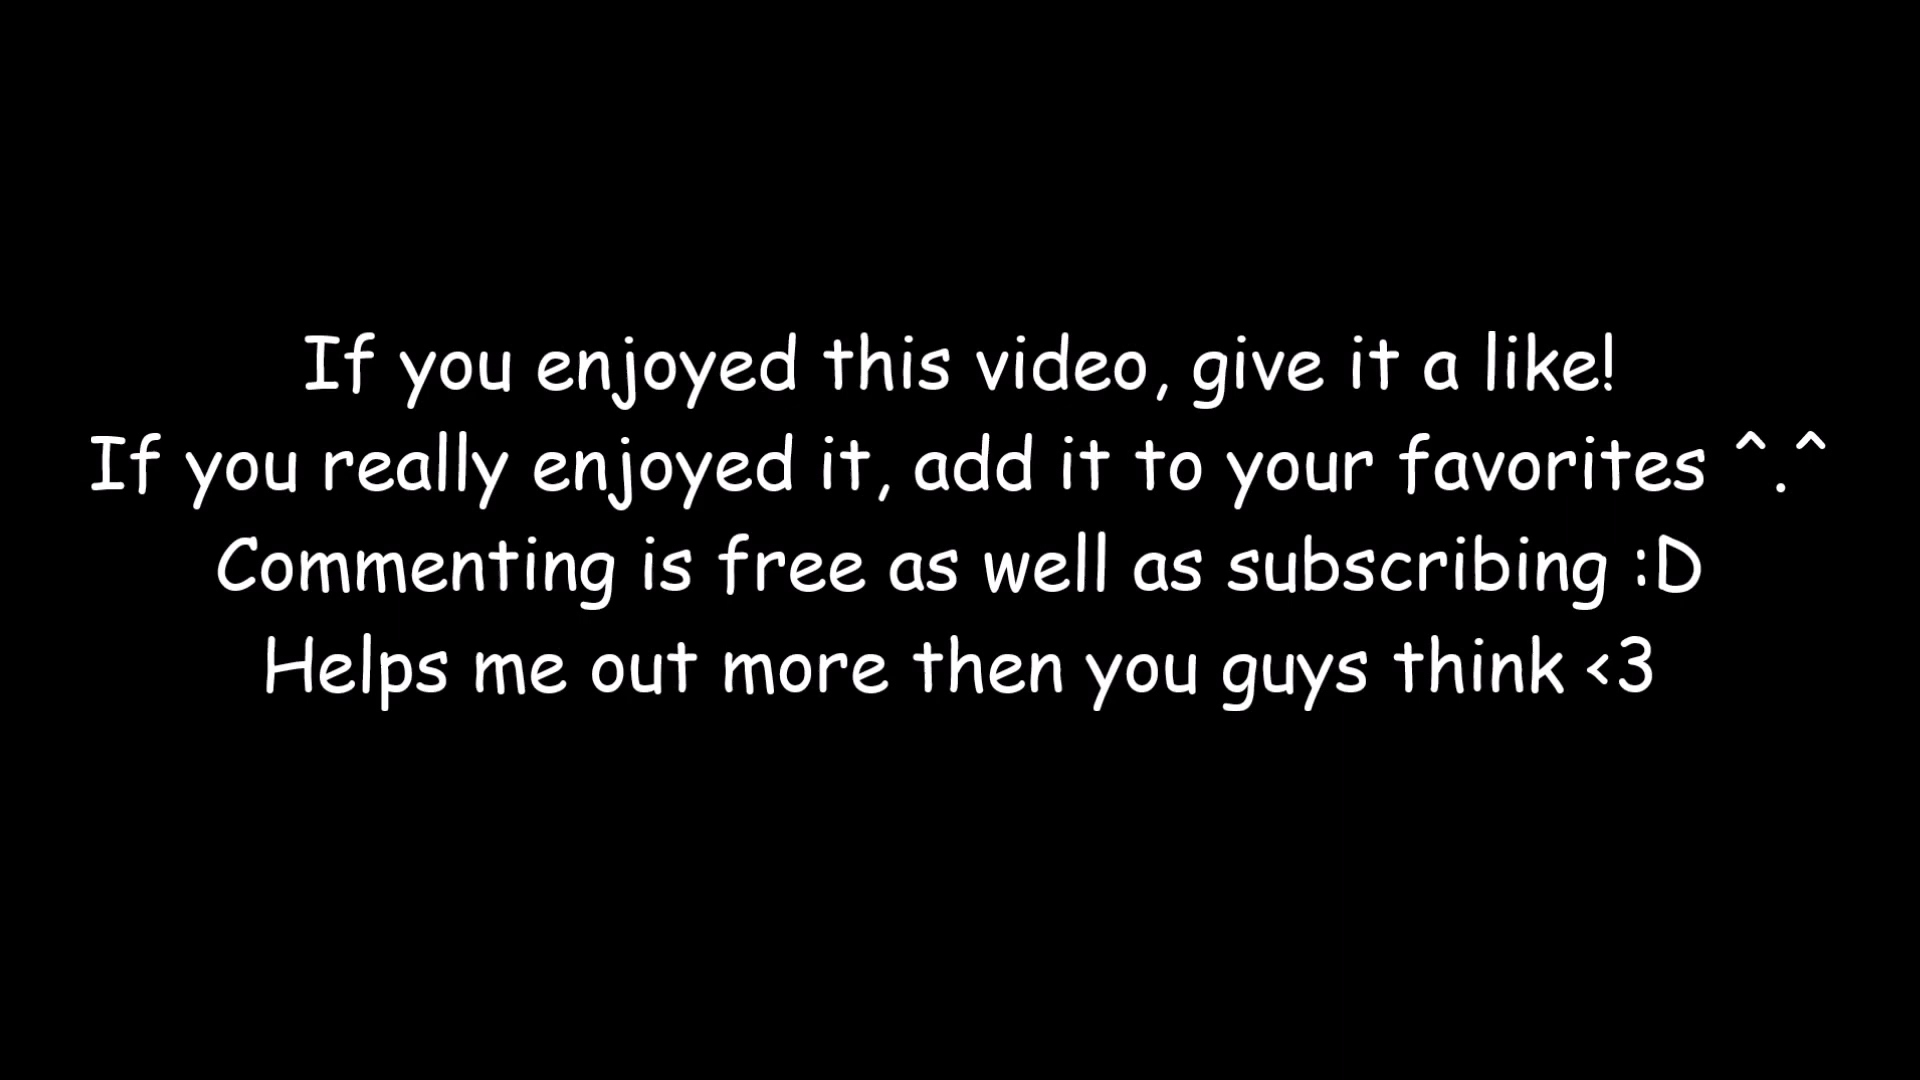 If you enjoyed this video, give it a like!
If you really enjoyed it, add it to your favorites ^.^
Commenting is free as well as subscribing :D
Helps me out more then you guys think <3